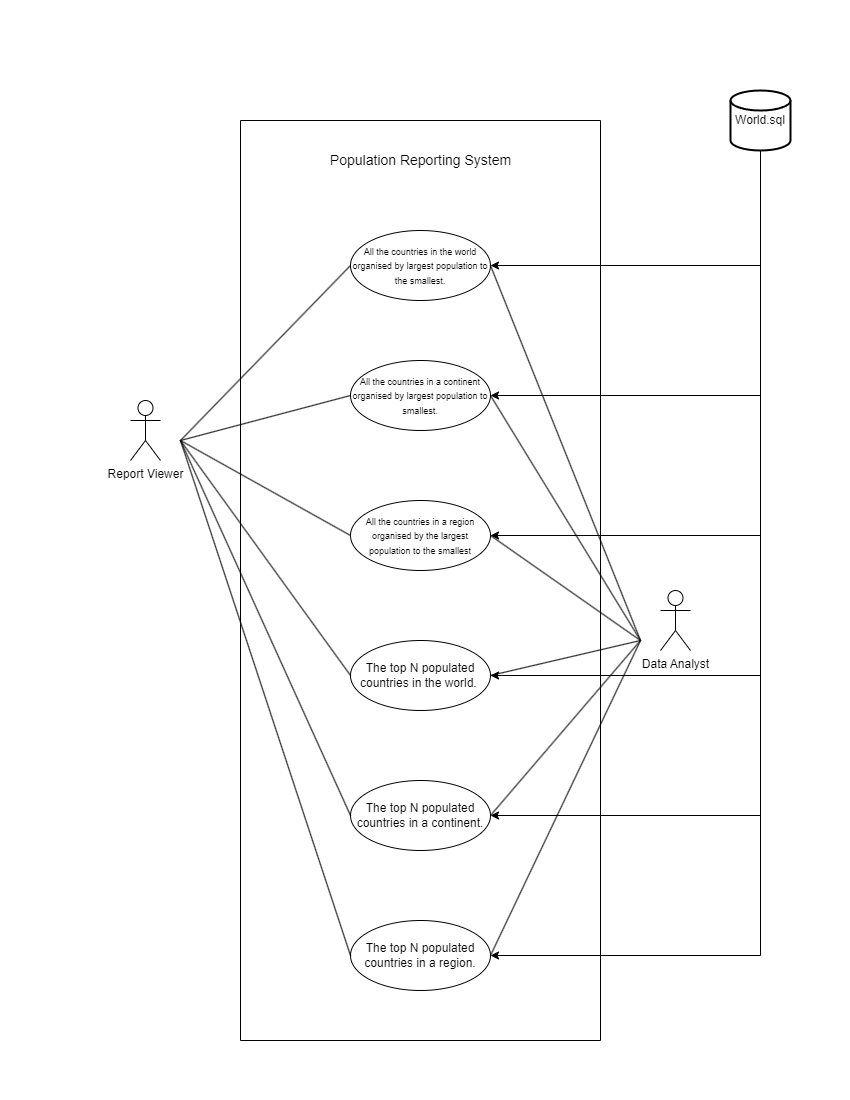 World.sql
Population Reporting System
All the countries in the world
organised by largest population to
the smallest.
All the countries in a continent
organised by largest population to
smallest.
Report Viewer
All the countries in a region
organised by the largest
population to the smallest
Data Analyst
The top N populated
countries in the world.
The top N populated
countries in a continent.
The top N populated
countries in a region.